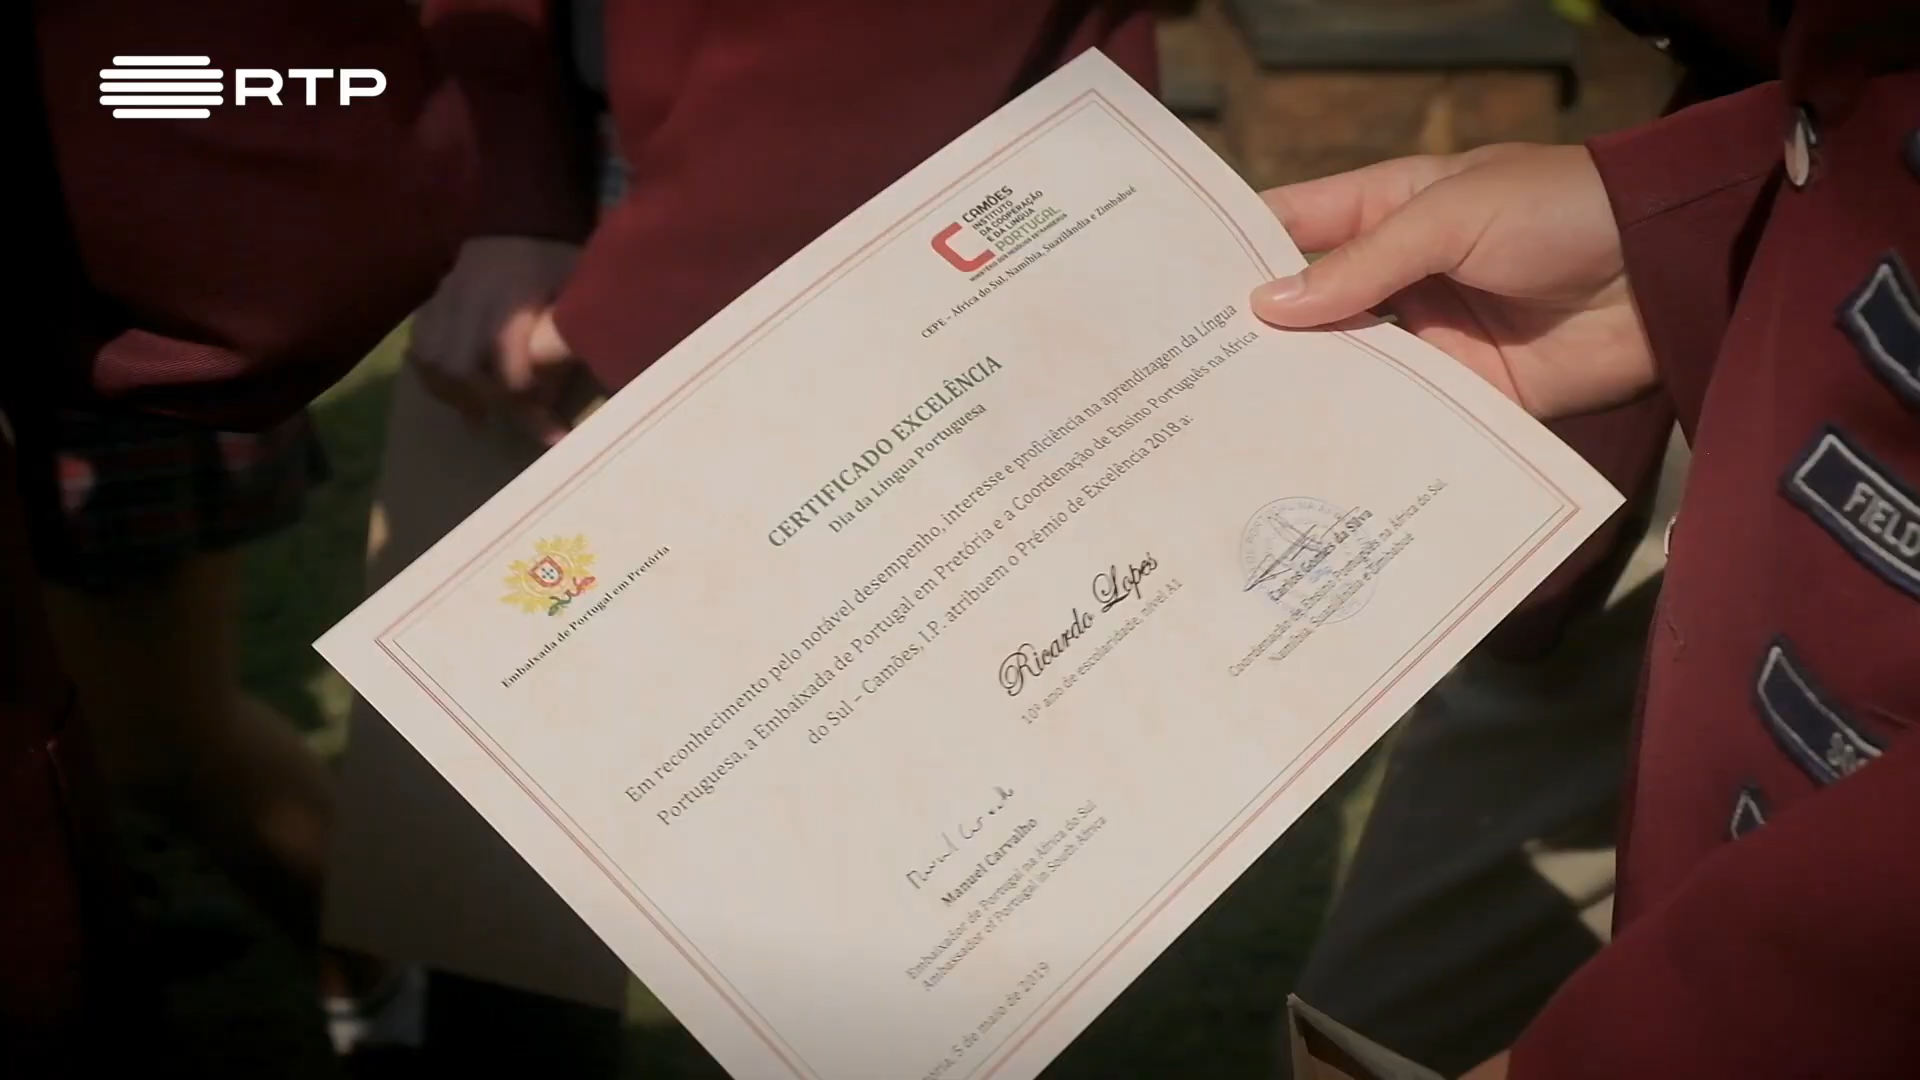 RTP
CAMÕES
INSTITUTO
DA COOPERAÇÃO
E DA LÍNGUA
PORTUGAL
MINISTÉRIO DOS NEGÓCIOS ESTRANGEIROS
CEPE – África do Sul, Namíbia, Suazilândia e Zimbabué
Embaixada de Portugal em Pretória
CERTIFICADO EXCELÊNCIA
Dia da Língua Portuguesa
Em reconhecimento pelo notável desempenho, interesse e proficiência na aprendizagem da Língua
Portuguesa, a Embaixada de Portugal em Pretória e a Coordenação de Ensino Português na África
do Sul – Camões, I.P. atribuem o Prémio de Excelência 2018 a:
Ricardo Lopes
10º ano de escolaridade, nível A1
Manuel Carvalho
Embaixador de Portugal na África do Sul
Ambassador of Portugal in South Africa
Carlos da Silva
Coordenação de Ensino Português na África do Sul,
Namíbia, Suazilândia e Zimbabué
5 de maio de 2019
FIELD